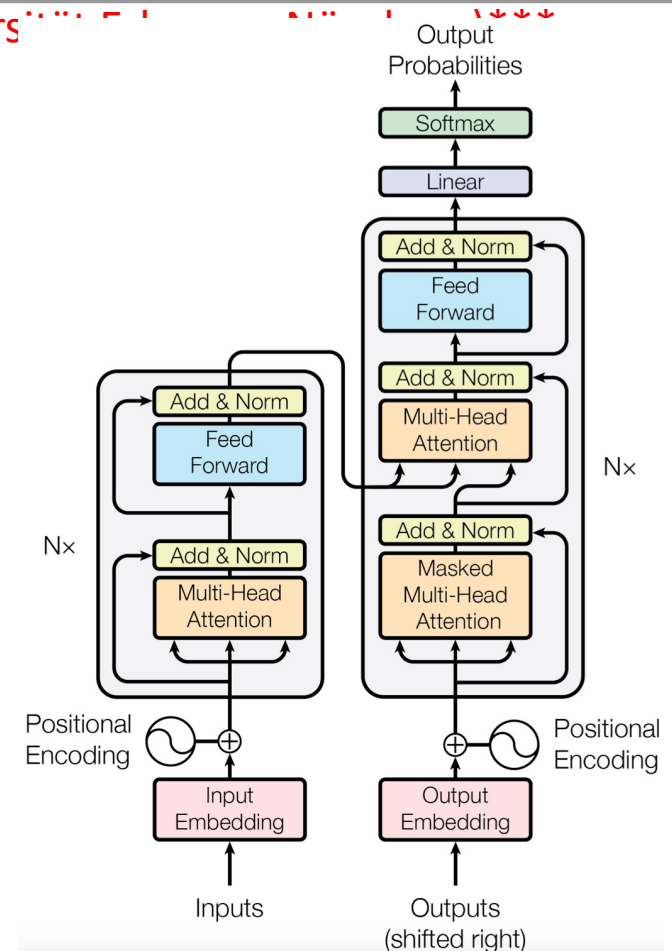 Output
Probabilities
Softmax
Linear
Add & Norm
Feed
Forward
Add & Norm
Multi-Head
Attention
Add & Norm
Masked
Multi-Head
Attention
Nx
Positional
Encoding
Output
Embedding
Outputs
(shifted right)
Add & Norm
Feed
Forward
Add & Norm
Multi-Head
Attention
Nx
Positional
Encoding
Input
Embedding
Inputs